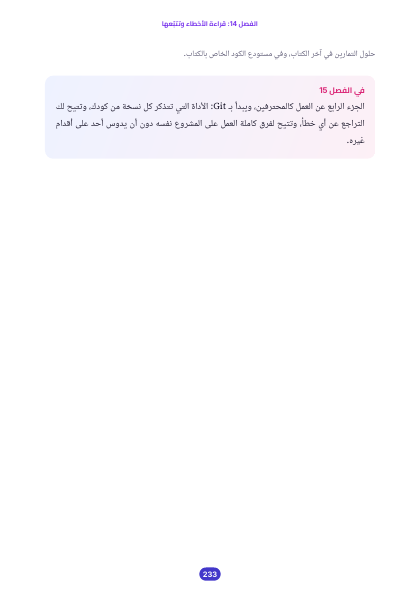 الفصل 14: قراءة الأخطاء وتتبّعها
حلول التمارين في آخر الكتاب، وفي مستودع الكود الخاص بالكتاب.
في الفصل 15
الجزء الرابع عن العمل كالمحترفين، ويبدأ بـ Git: الأداة التي تتذكر كل نسخة من كودك، وتتيح لك
التراجع عن أي خطأ، وتتيح لفرق كاملة العمل على المشروع نفسه دون أن يدوس أحد على أقدام
غيره.
233